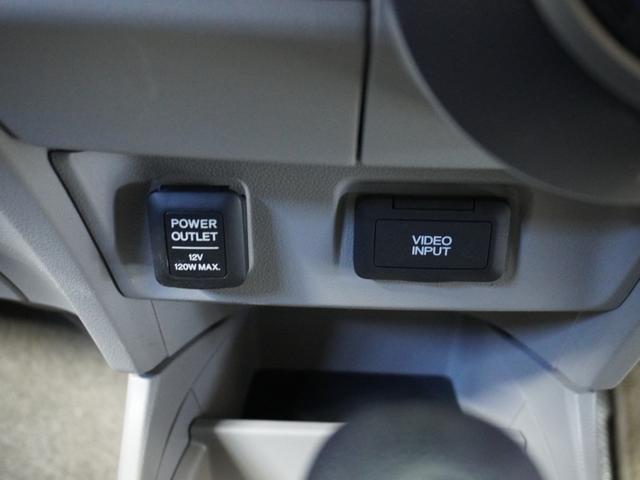 POWER
OUTLET
12V
120W MAX.
VIDEO
INPUT